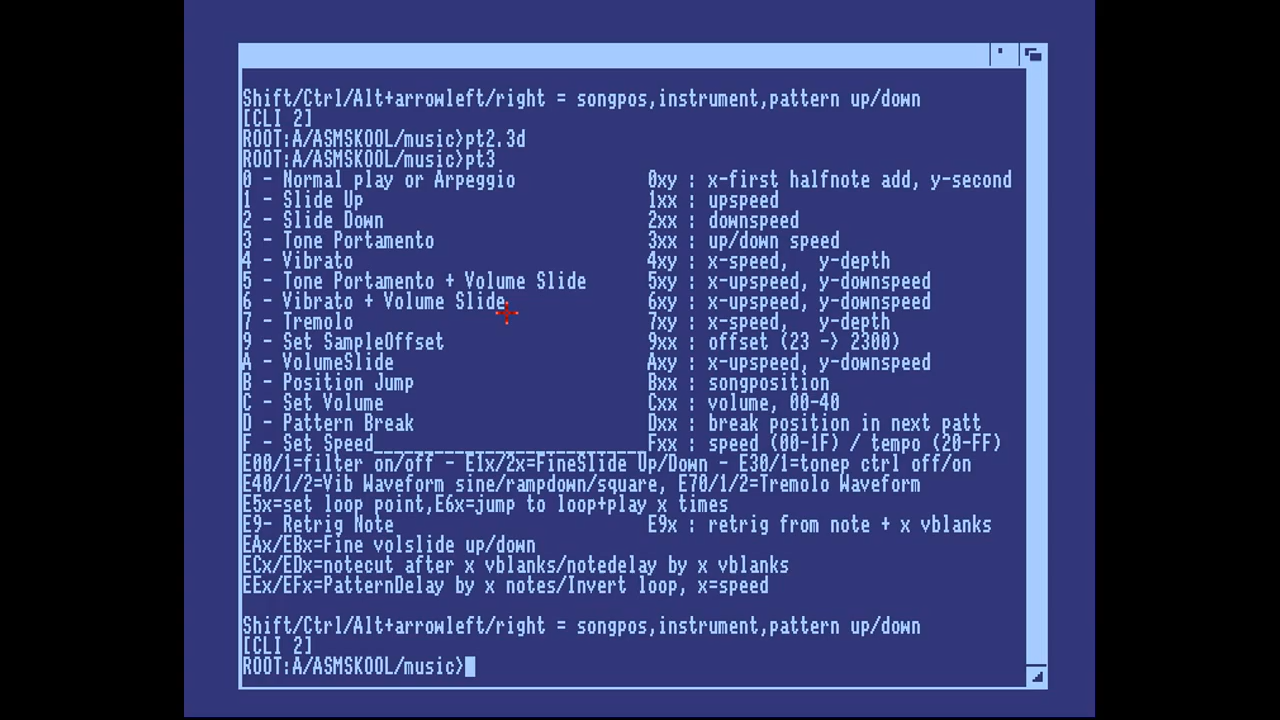 Shift/Ctrl/Alt+arrowleft/right = songpos,instrument,pattern up/down
[CLI 2]
ROOT:A/ASMSKOOL/music>pt2.3d
ROOT:A/ASMSKOOL/music>pt3
0 - Normal play or Arpeggio 0xy : x-first halfnote add, y-second
1 - Slide Up 1xx : upspeed
2 - Slide Down 2xx : downspeed
3 - Tone Portamento 3xx : up/down speed
4 - Vibrato 4xy : x-speed, y-depth
5 - Tone Portamento + Volume Slide 5xy : x-upspeed, y-downspeed
6 - Vibrato + Volume Slide 6xy : x-upspeed, y-downspeed
7 - Tremolo 7xy : x-speed, y-depth
9 - Set SampleOffset 9xx : offset (23 -> 2300)
A - VolumeSlide Axy : x-upspeed, y-downspeed
B - Position Jump Bxx : songposition
C - Set Volume Cxx : volume, 00-40
D - Pattern Break Dxx : break position in next patt
F - Set Speed___________________________Fxx : speed (00-1F) / tempo (20-FF)
E00/1=filter on/off - E1x/2x=FineSlide Up/Down - E30/1=tonep ctrl off/on
E40/1/2=Vib Waveform sine/rampdown/square, E70/1/2=Tremolo Waveform
E5x=set loop point,E6x=jump to loop+play x times
E9- Retrig Note E9x : retrig from note + x vblanks
EAx/EBx=Fine volslide up/down
ECx/EDx=notecut after x vblanks/notedelay by x vblanks
EEx/EFx=PatternDelay by x notes/Invert loop, x=speed
Shift/Ctrl/Alt+arrowleft/right = songpos,instrument,pattern up/down
[CLI 2]
ROOT:A/ASMSKOOL/music>